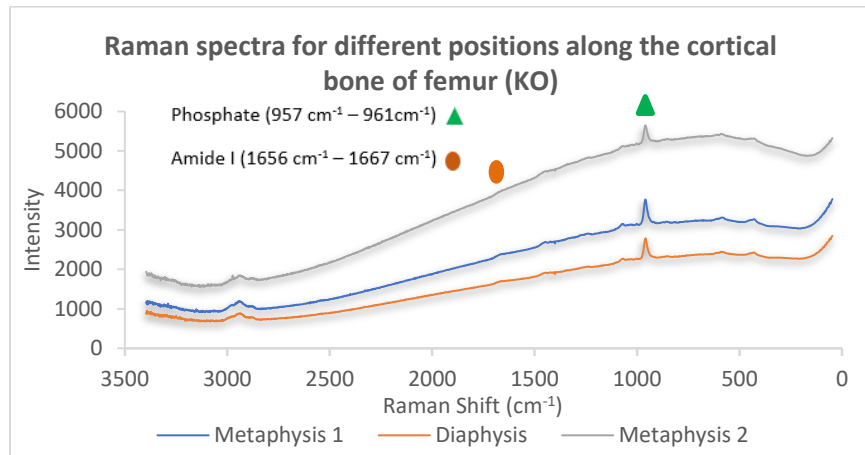 Raman spectra for different positions along the cortical
bone of femur (KO)
Phosphate (957 cm⁻¹ – 961cm⁻¹)
Amide I (1656 cm⁻¹ – 1667 cm⁻¹)
Intensity
6000
5000
4000
3000
2000
1000
0
3500 3000 2500 2000 1500 1000 500 0
Raman Shift (cm⁻¹)
Metaphysis 1 Diaphysis Metaphysis 2